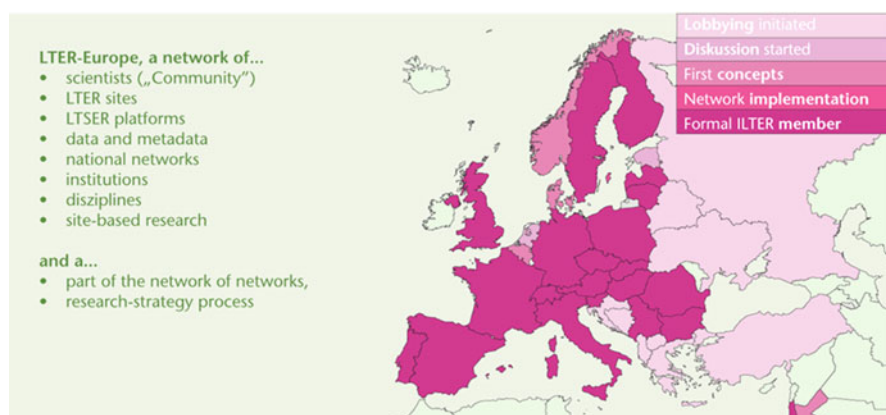 LTER-Europe, a network of...
• scientists („Community”)
• LTER sites
• LTSER platforms
• data and metadata
• national networks
• institutions
• disziplines
• site-based research
and a...
• part of the network of networks,
• research-strategy process
Lobbying initiated
Diskussion started
First concepts
Network implementation
Formal ILTER member